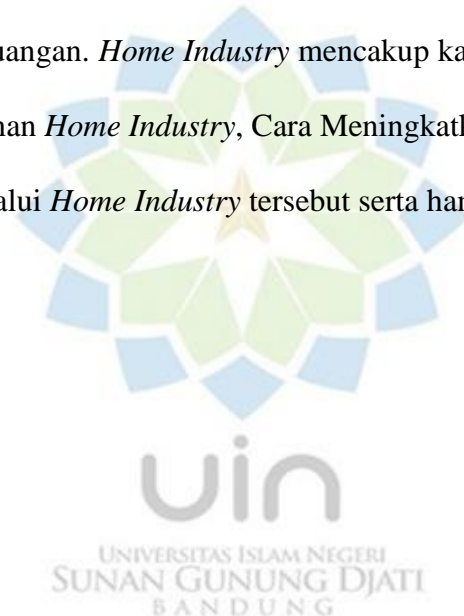 uangan. Home Industry mencakup ka
nan Home Industry, Cara Meningkatk
alui Home Industry tersebut serta har
uin
UNIVERSITAS ISLAM NEGERI
SUNAN GUNUNG DJATI
BANDUNG